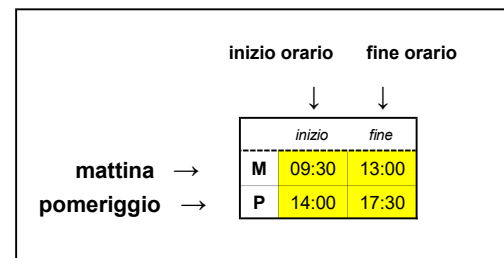 inizio orario fine orario
↓ ↓
inizio fine
mattina → M 09:30 13:00
pomeriggio → P 14:00 17:30